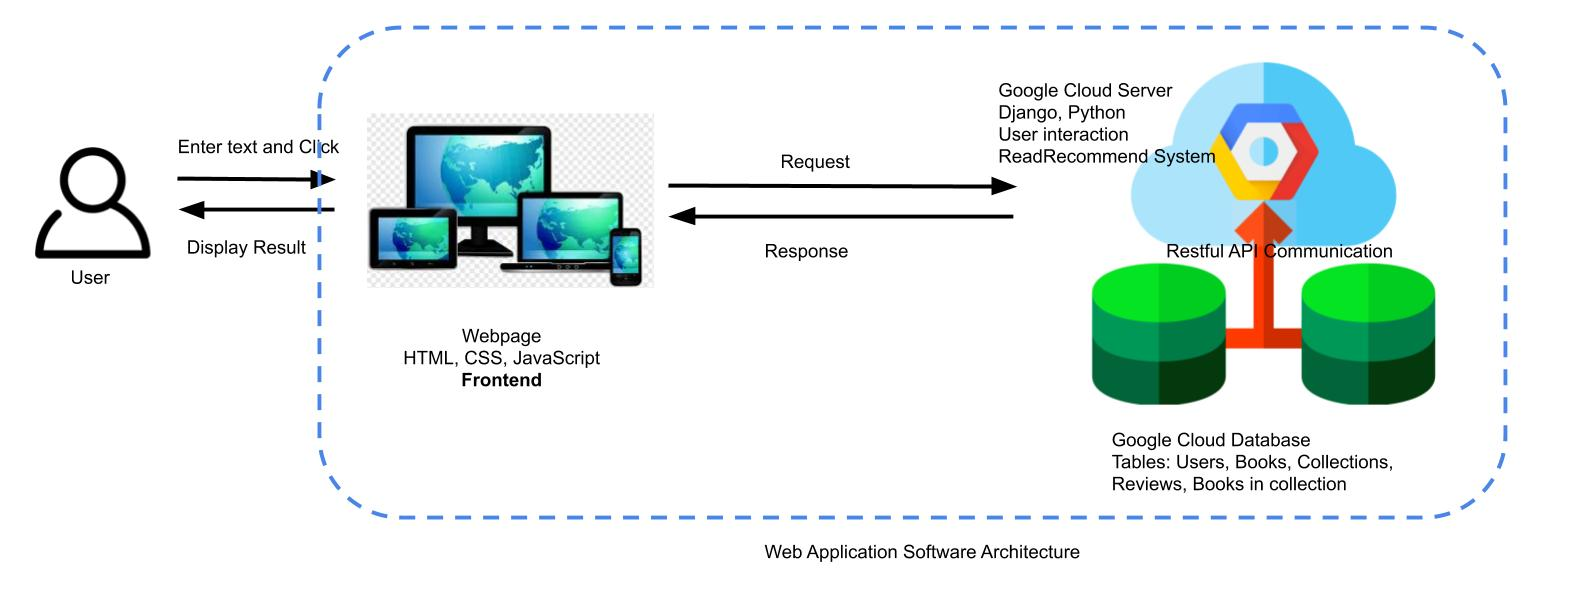 Enter text and Click
Display Result
User
Webpage
HTML, CSS, JavaScript
Frontend
Request
Response
Google Cloud Server
Django, Python
User interaction
ReadRecommend System
Restful API Communication
Google Cloud Database
Tables: Users, Books, Collections,
Reviews, Books in collection
Web Application Software Architecture